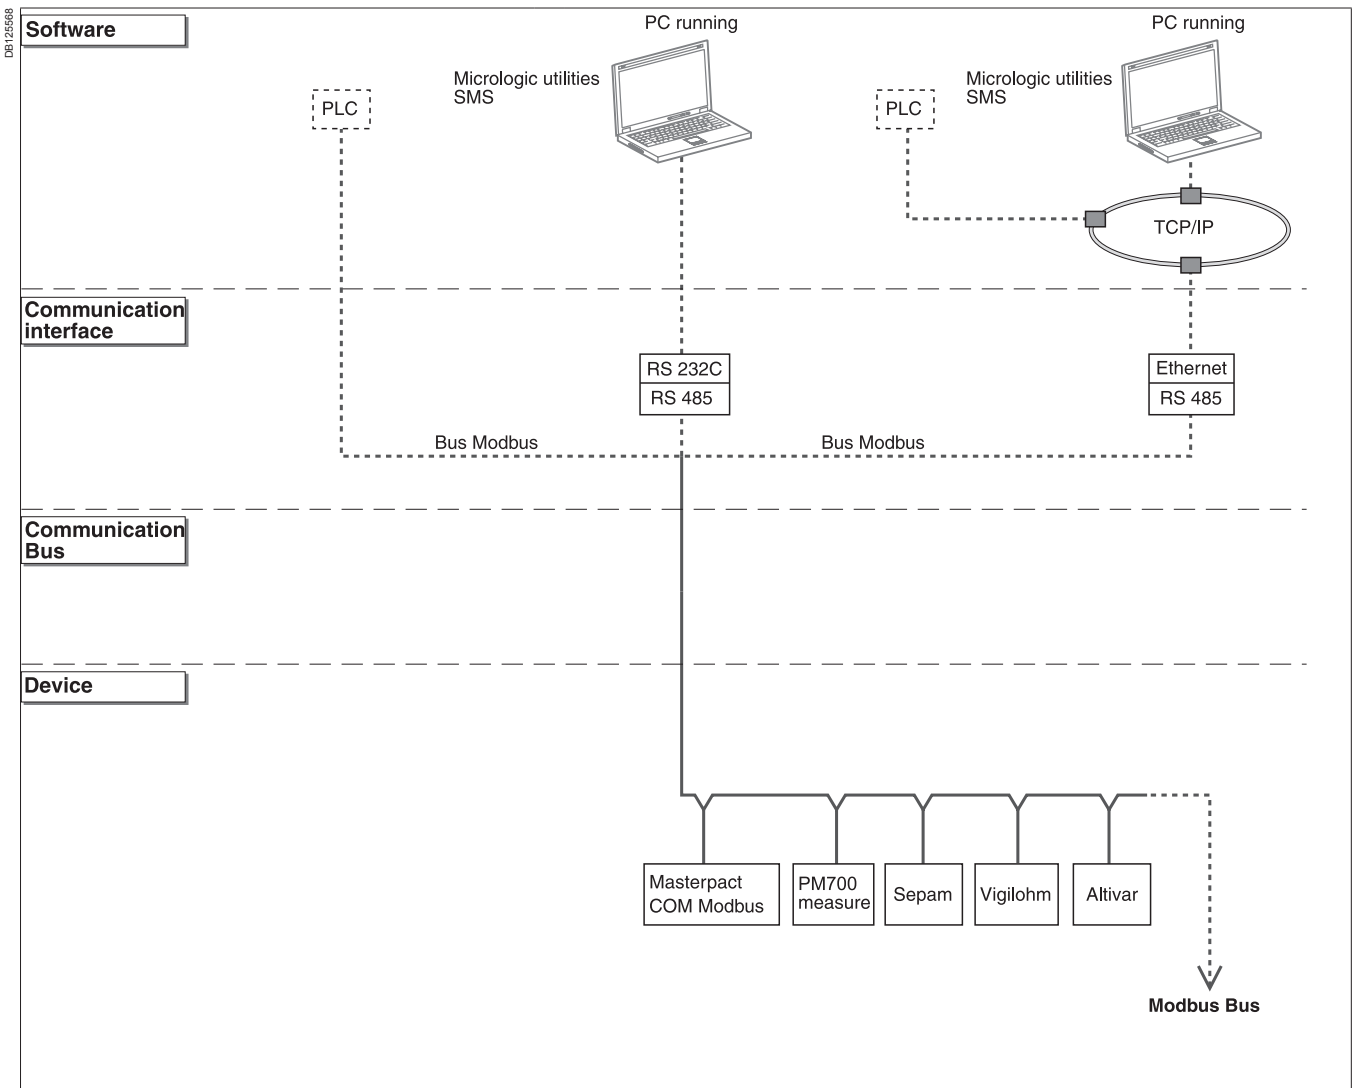 DB125568
Software
PC running
PC running
Micrologic utilities
SMS
Micrologic utilities
SMS
PLC
PLC
TCP/IP
Communication
interface
RS 232C
RS 485
Ethernet
RS 485
Bus Modbus
Bus Modbus
Communication
Bus
Device
Masterpact
COM Modbus
PM700
measure
Sepam
Vigilohm
Altivar
Modbus Bus